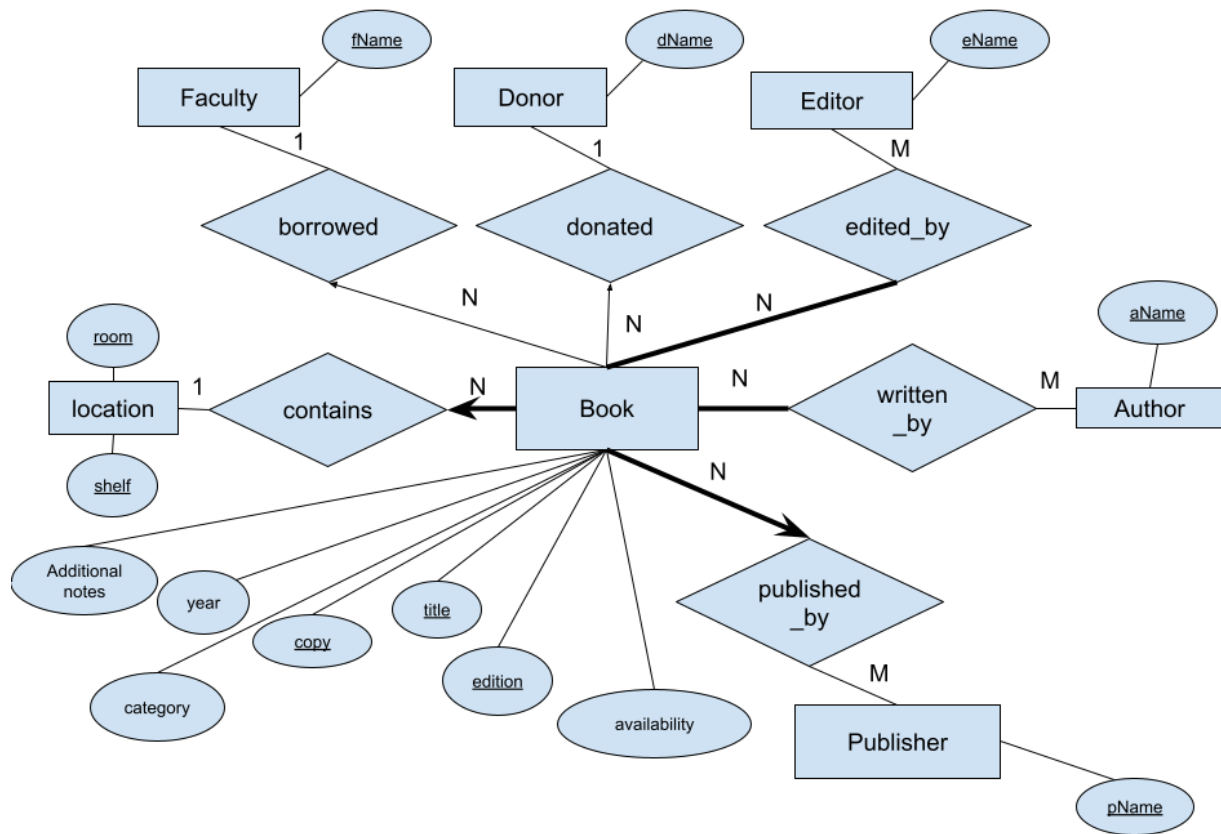 fName
dName
eName
Faculty
Donor
Editor
1
1
M
borrowed
donated
edited_by
N
N
N
room
aName
location
1
contains
N
Book
N
written
_by
M
Author
shelf
N
Additional
notes
year
copy
title
edition
category
availability
published
_by
M
Publisher
pName